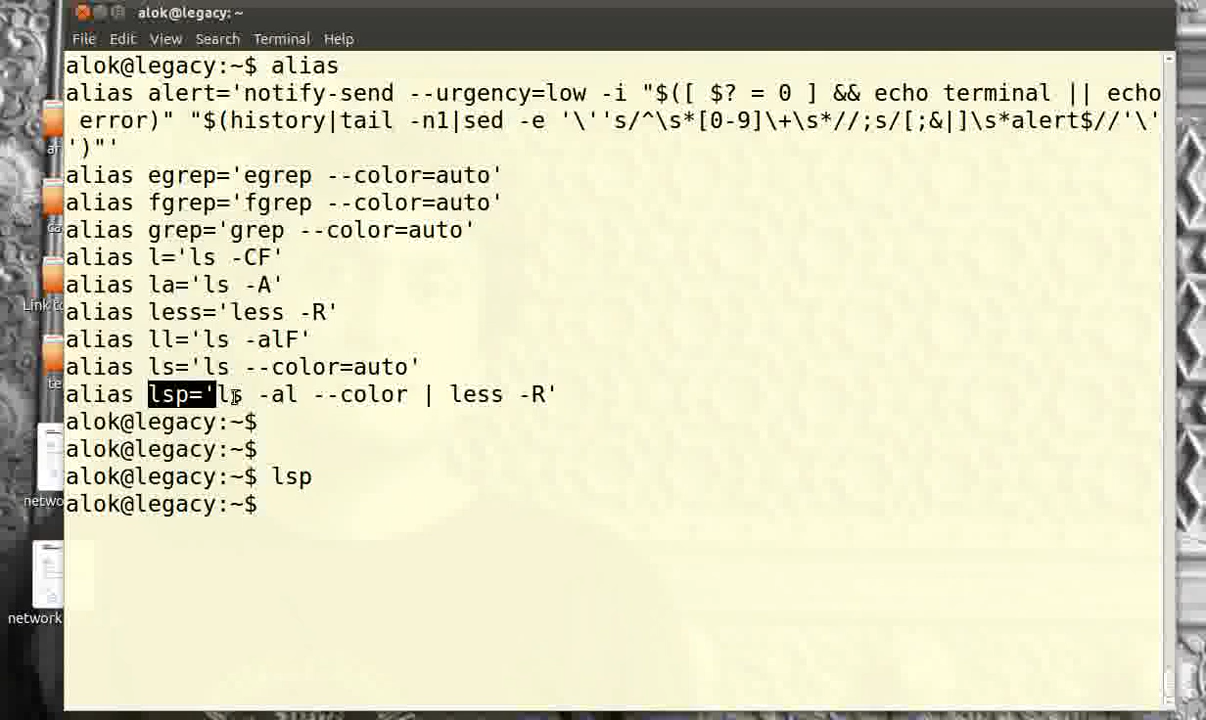 alok@legacy: ~
File Edit View Search Terminal Help
alok@legacy:~$ alias
alias alert='notify-send --urgency=low -i "$([ $? = 0 ] && echo terminal || echo
error)" "$(history|tail -n1|sed -e '\''s/^\s*[0-9]\+\s*//;s/[;&|]\s*alert$//'\'
')"'
alias egrep='egrep --color=auto'
alias fgrep='fgrep --color=auto'
alias grep='grep --color=auto'
alias l='ls -CF'
alias la='ls -A'
alias less='less -R'
alias ll='ls -alF'
alias ls='ls --color=auto'
alias lsp='ls -al --color | less -R'
alok@legacy:~$
alok@legacy:~$
alok@legacy:~$ lsp
alok@legacy:~$
Link
netwo
network